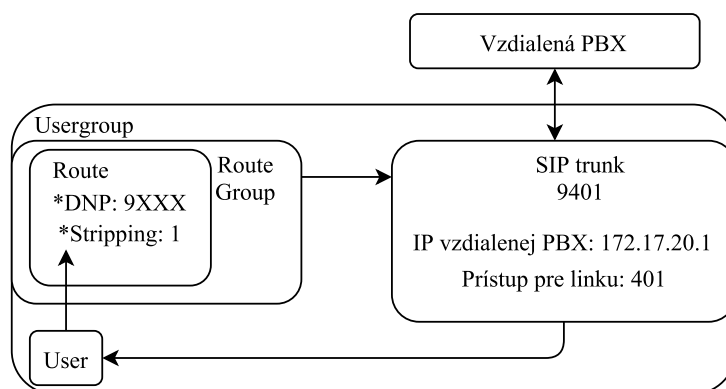 Vzdialená PBX
Usergroup
Route
*DNP: 9XXX
*Stripping: 1
Route
Group
SIP trunk
9401
IP vzdialenej PBX: 172.17.20.1
Prístup pre linku: 401
User